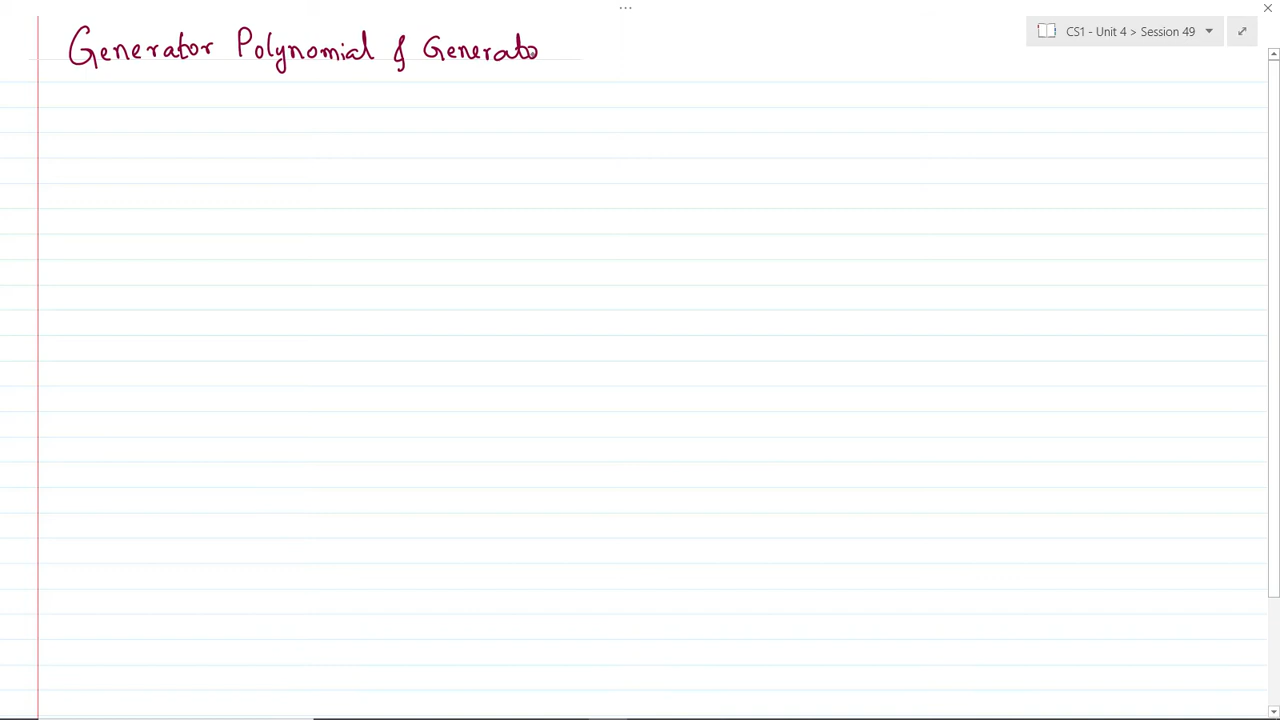 Generator Polynomial & Generato
CS1 - Unit 4 > Session 49